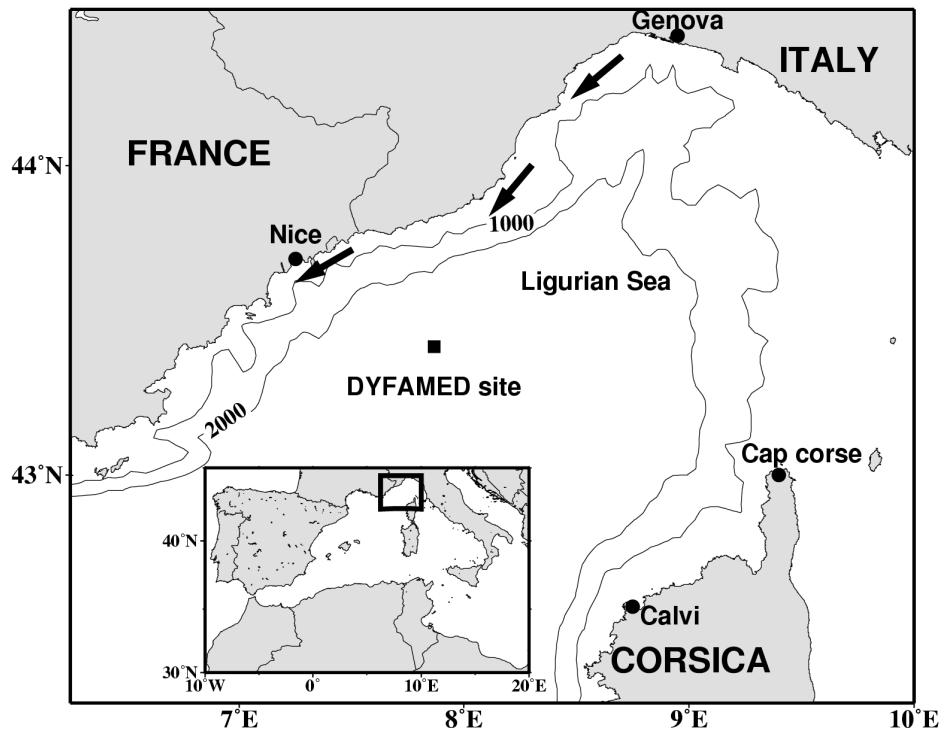 Genova
ITALY
FRANCE
44°N
1000
Nice
Ligurian Sea
DYFAMED site
2000
Cap corse
43°N
40°N
Calvi
CORSICA
30°N
10°W
0°
10°E
20°E
7°E
8°E
9°E
10°E